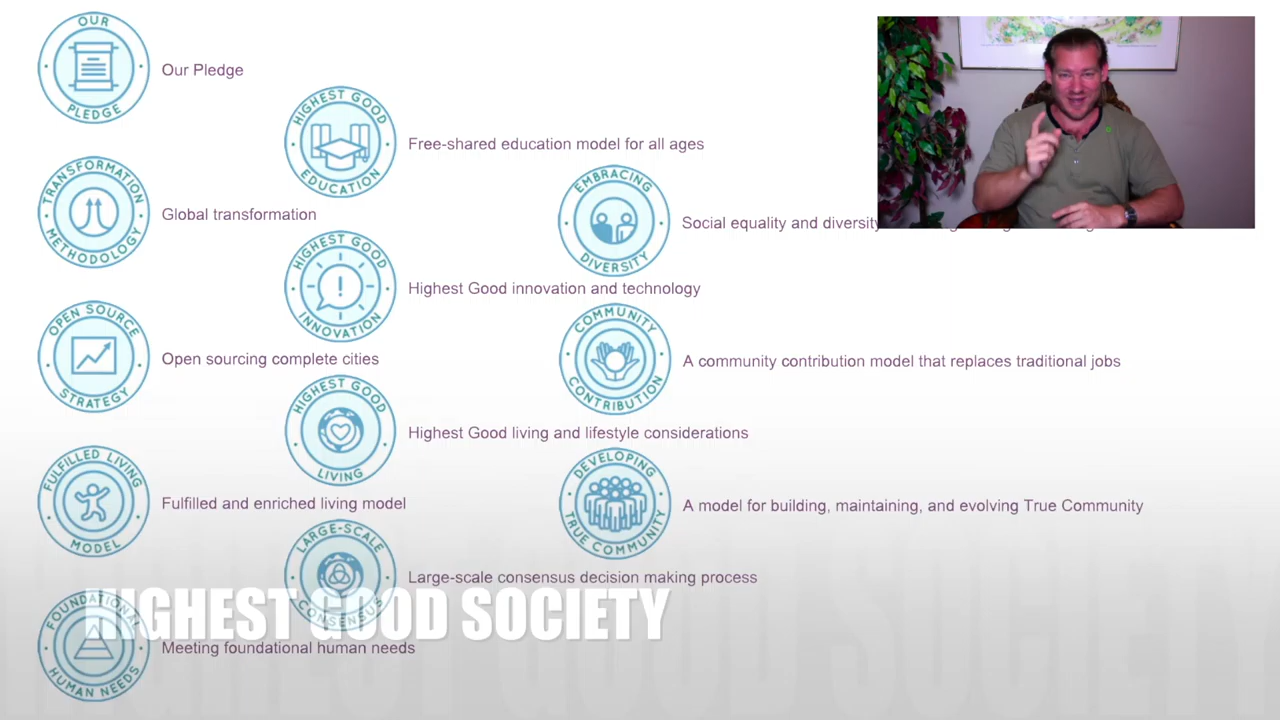 OUR PLEDGE
Our Pledge
HIGHEST GOOD EDUCATION
Free-shared education model for all ages
TRANSFORMATION METHODOLOGY
Global transformation
EMBRACING DIVERSITY
Social equality and diversity
HIGHEST GOOD INNOVATION
Highest Good innovation and technology
OPEN SOURCE STRATEGY
Open sourcing complete cities
COMMUNITY CONTRIBUTION
A community contribution model that replaces traditional jobs
HIGHEST GOOD LIVING
Highest Good living and lifestyle considerations
FULFILLED LIVING MODEL
Fulfilled and enriched living model
DEVELOPING TRUE COMMUNITY
A model for building, maintaining, and evolving True Community
LARGE-SCALE CONSENSUS
Large-scale consensus decision making process
HIGHEST GOOD SOCIETY
FOUNDATIONAL HUMAN NEEDS
Meeting foundational human needs